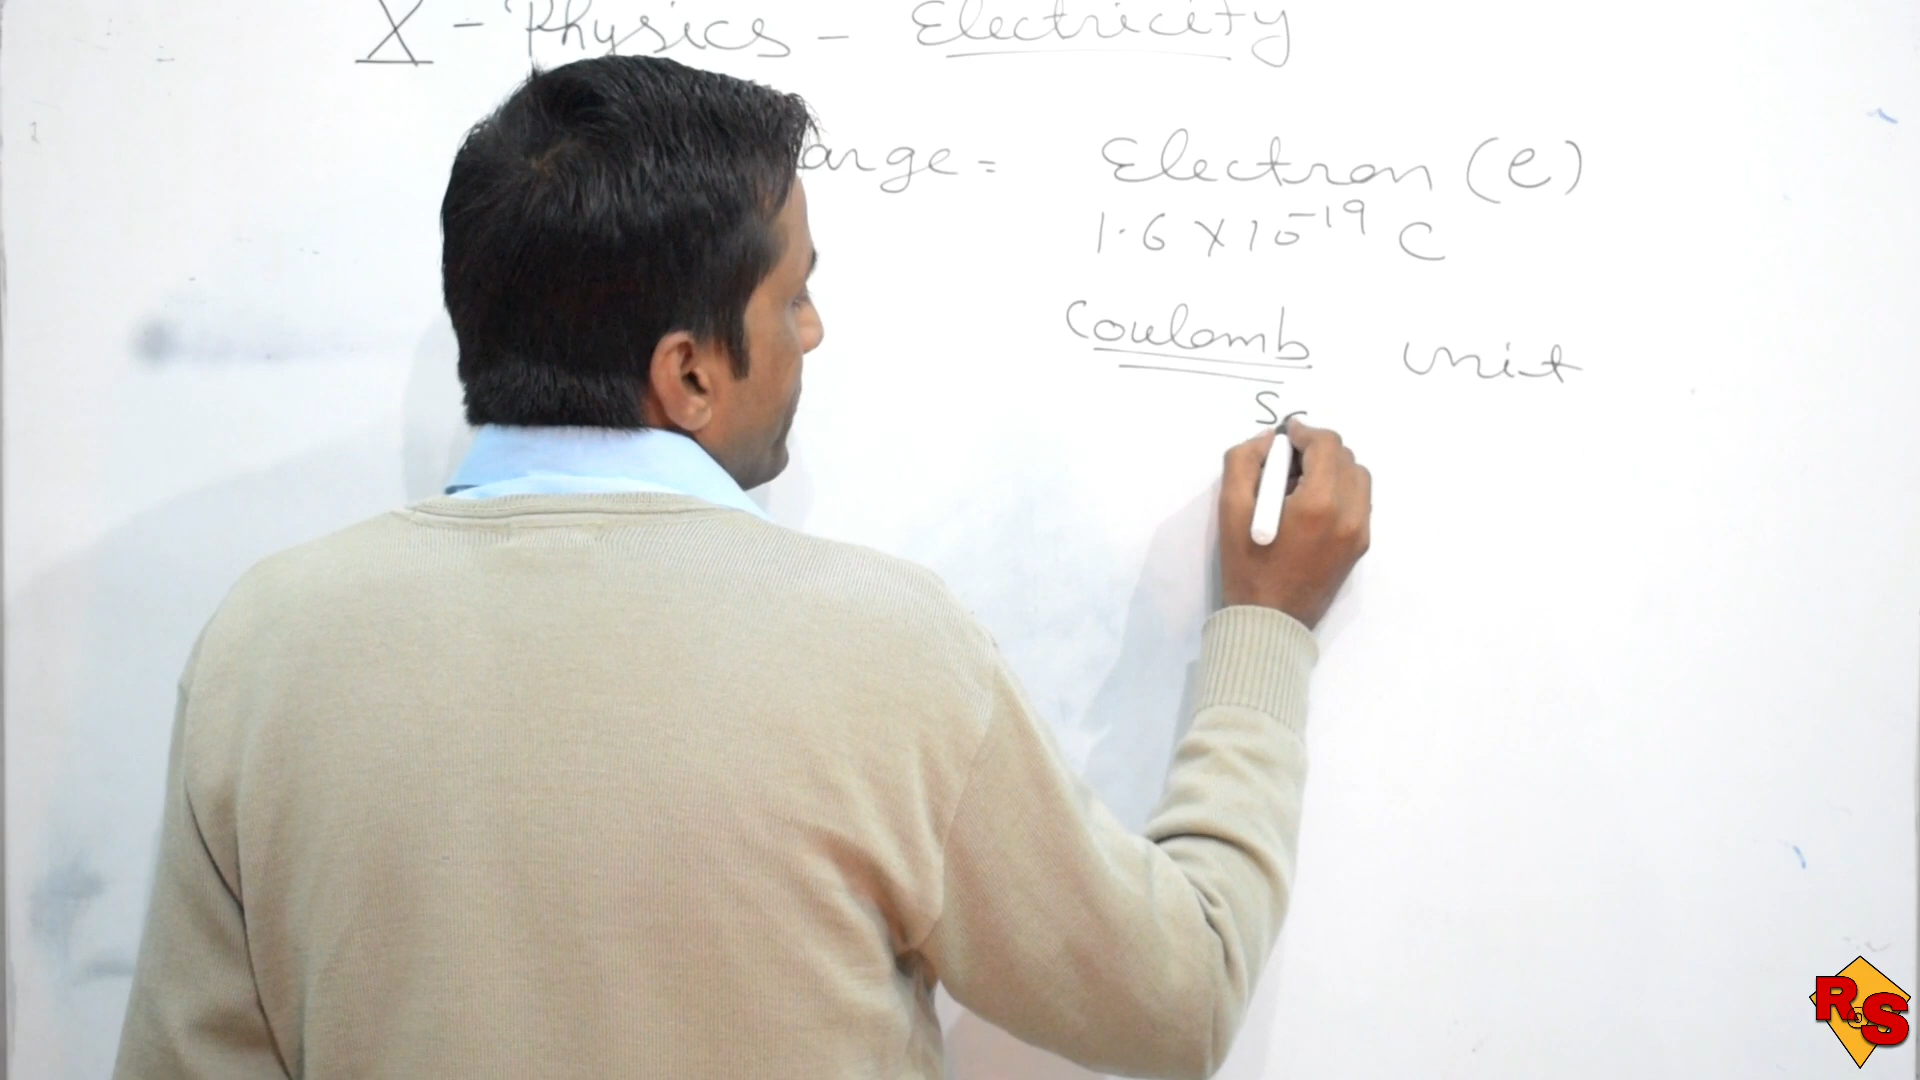 X - Physics - Electricity
arge = Electron (e)
1.6 X 10⁻¹⁹ C
Coulomb unit
S
R S